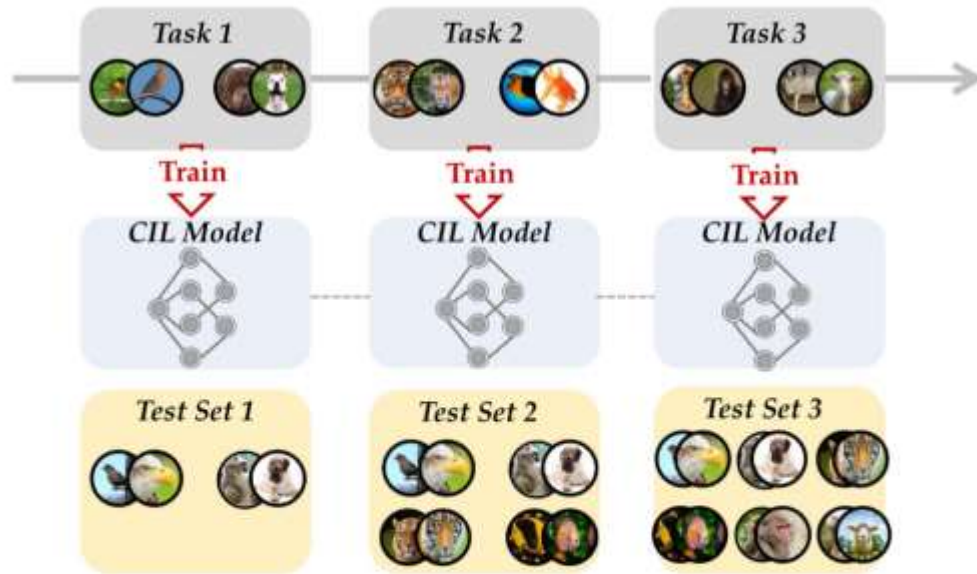 Task 1
Task 2
Task 3
Train
Train
Train
CIL Model
CIL Model
CIL Model
Test Set 1
Test Set 2
Test Set 3